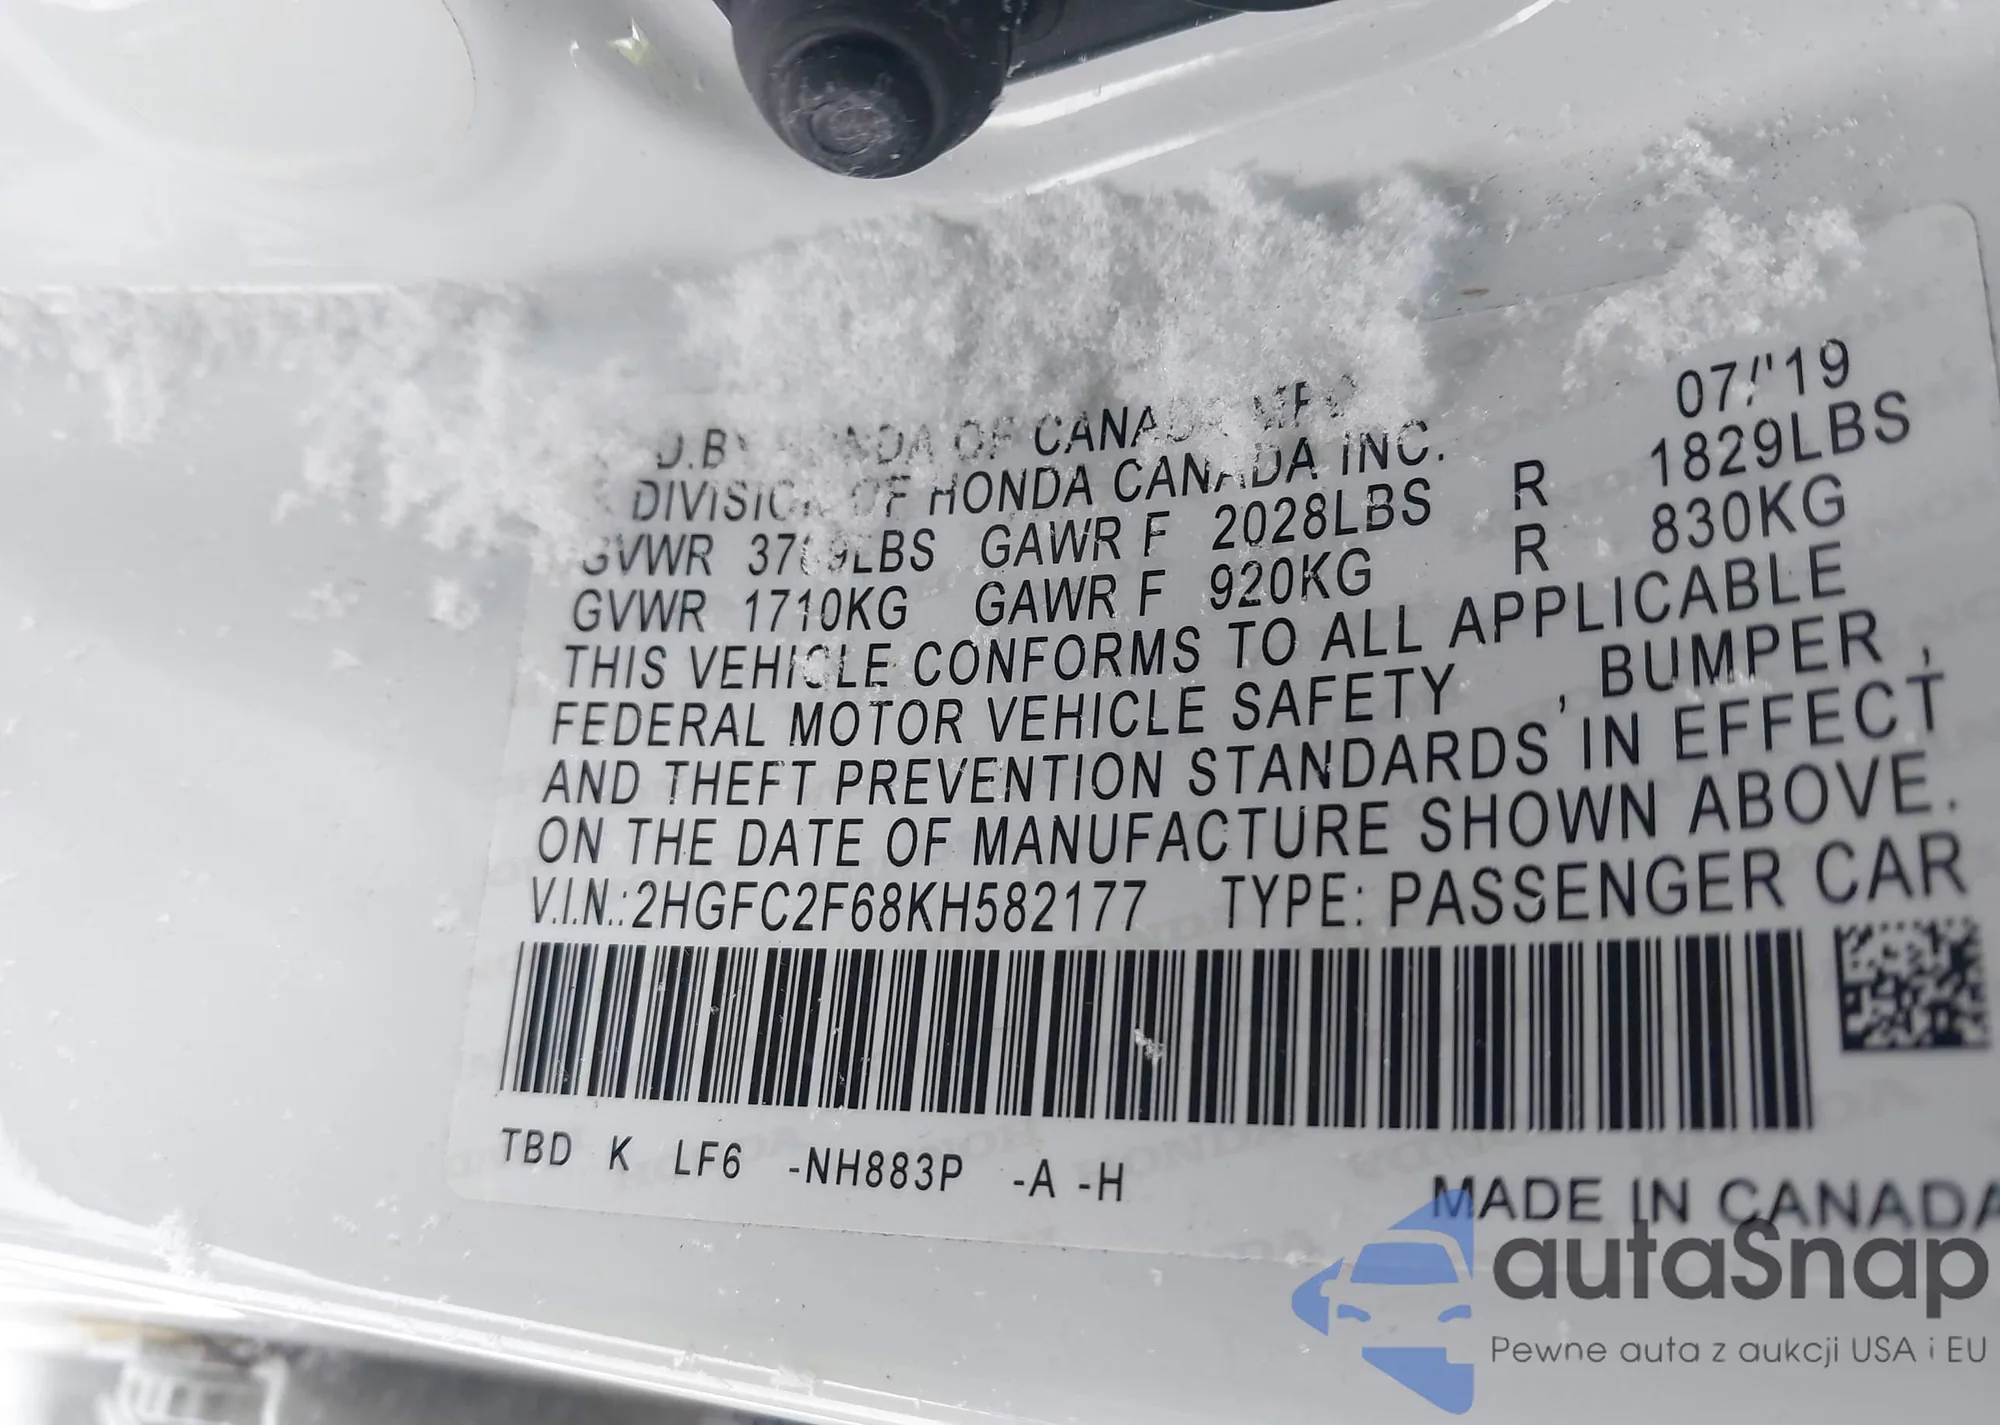 07/'19
D.BY HONDA OF CANADA MFG
DIVISION OF HONDA CANADA INC.
GVWR GAWR F 2028LBS R 1829LBS
GVWR 1710KG GAWR F 920KG R 830KG
THIS VEHICLE CONFORMS TO ALL APPLICABLE
FEDERAL MOTOR VEHICLE SAFETY , BUMPER ,
AND THEFT PREVENTION STANDARDS IN EFFECT
ON THE DATE OF MANUFACTURE SHOWN ABOVE.
V.I.N.:2HGFC2F68KH582177 TYPE: PASSENGER CAR
TBD K LF6 -NH883P -A -H
MADE IN CANADA
autaSnap
Pewne auta z aukcji USA i EU